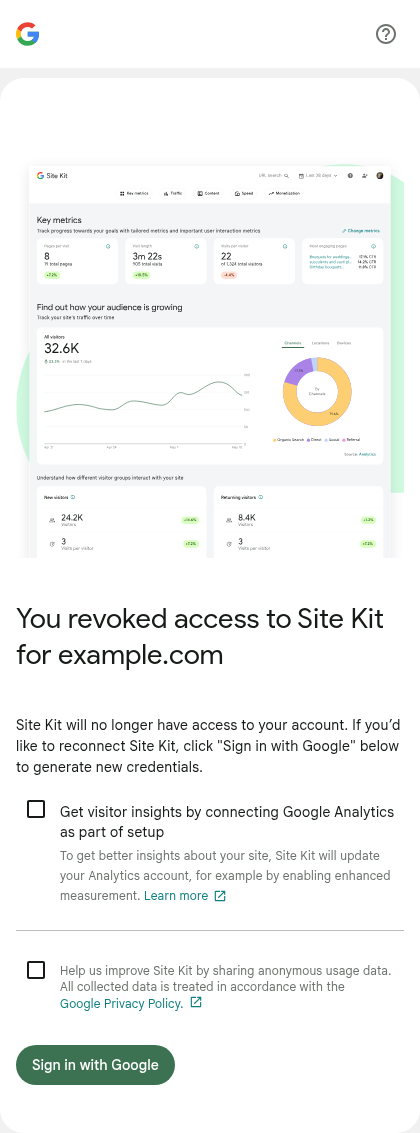 Site Kit
URL search
Last 28 days
Key metrics
Traffic
Content
Speed
Monetization
Key metrics
Track progress towards your goals with tailored metrics and important user interaction metrics
Change metrics
Pages per visit
Visit length
Visits per visitor
Most engaging pages
8
3m 22s
22
+7.2%
+10.5%
-4.4%
Find out how your audience is growing
Track your site's traffic over time
All visitors
32.6K
in the last 7 days
Channels
Locations
Devices
By
Channels
Organic Search
Direct
Social
Referral
Source: Analytics
Understand how different visitor groups interact with your site
New visitors
Returning visitors
24.2K
Visitors
8.4K
Visitors
3
Visits per visitor
+7.2%
3
Visits per visitor
+7.2%
You revoked access to Site Kit
for example.com
Site Kit will no longer have access to your account. If you’d
like to reconnect Site Kit, click "Sign in with Google" below
to generate new credentials.
Get visitor insights by connecting Google Analytics
as part of setup
To get better insights about your site, Site Kit will update
your Analytics account, for example by enabling enhanced
measurement. Learn more
Help us improve Site Kit by sharing anonymous usage data.
All collected data is treated in accordance with the
Google Privacy Policy.
Sign in with Google